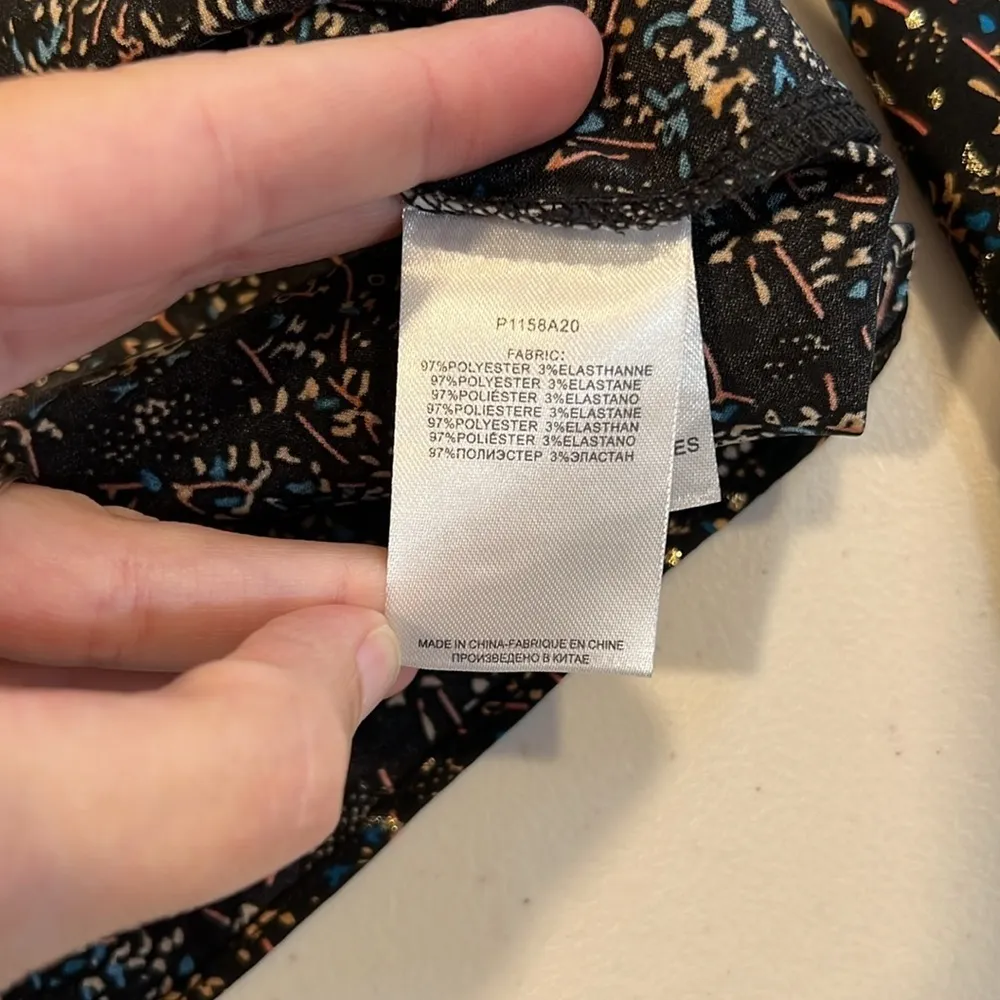 P1158A20
FABRIC:
97%POLYESTER 3%ELASTHANNE
97%POLYESTER 3%ELASTANE
97%POLIÉSTER 3%ELASTANO
97%POLIESTERE 3%ELASTANE
97%POLYESTER 3%ELASTHAN
97%POLIÉSTER 3%ELASTANO
97%ПОЛИЭСТЕР 3%ЭЛАСТАН
ES
MADE IN CHINA-FABRIQUE EN CHINE
ПРОИЗВЕДЕНО В КИТАЕ